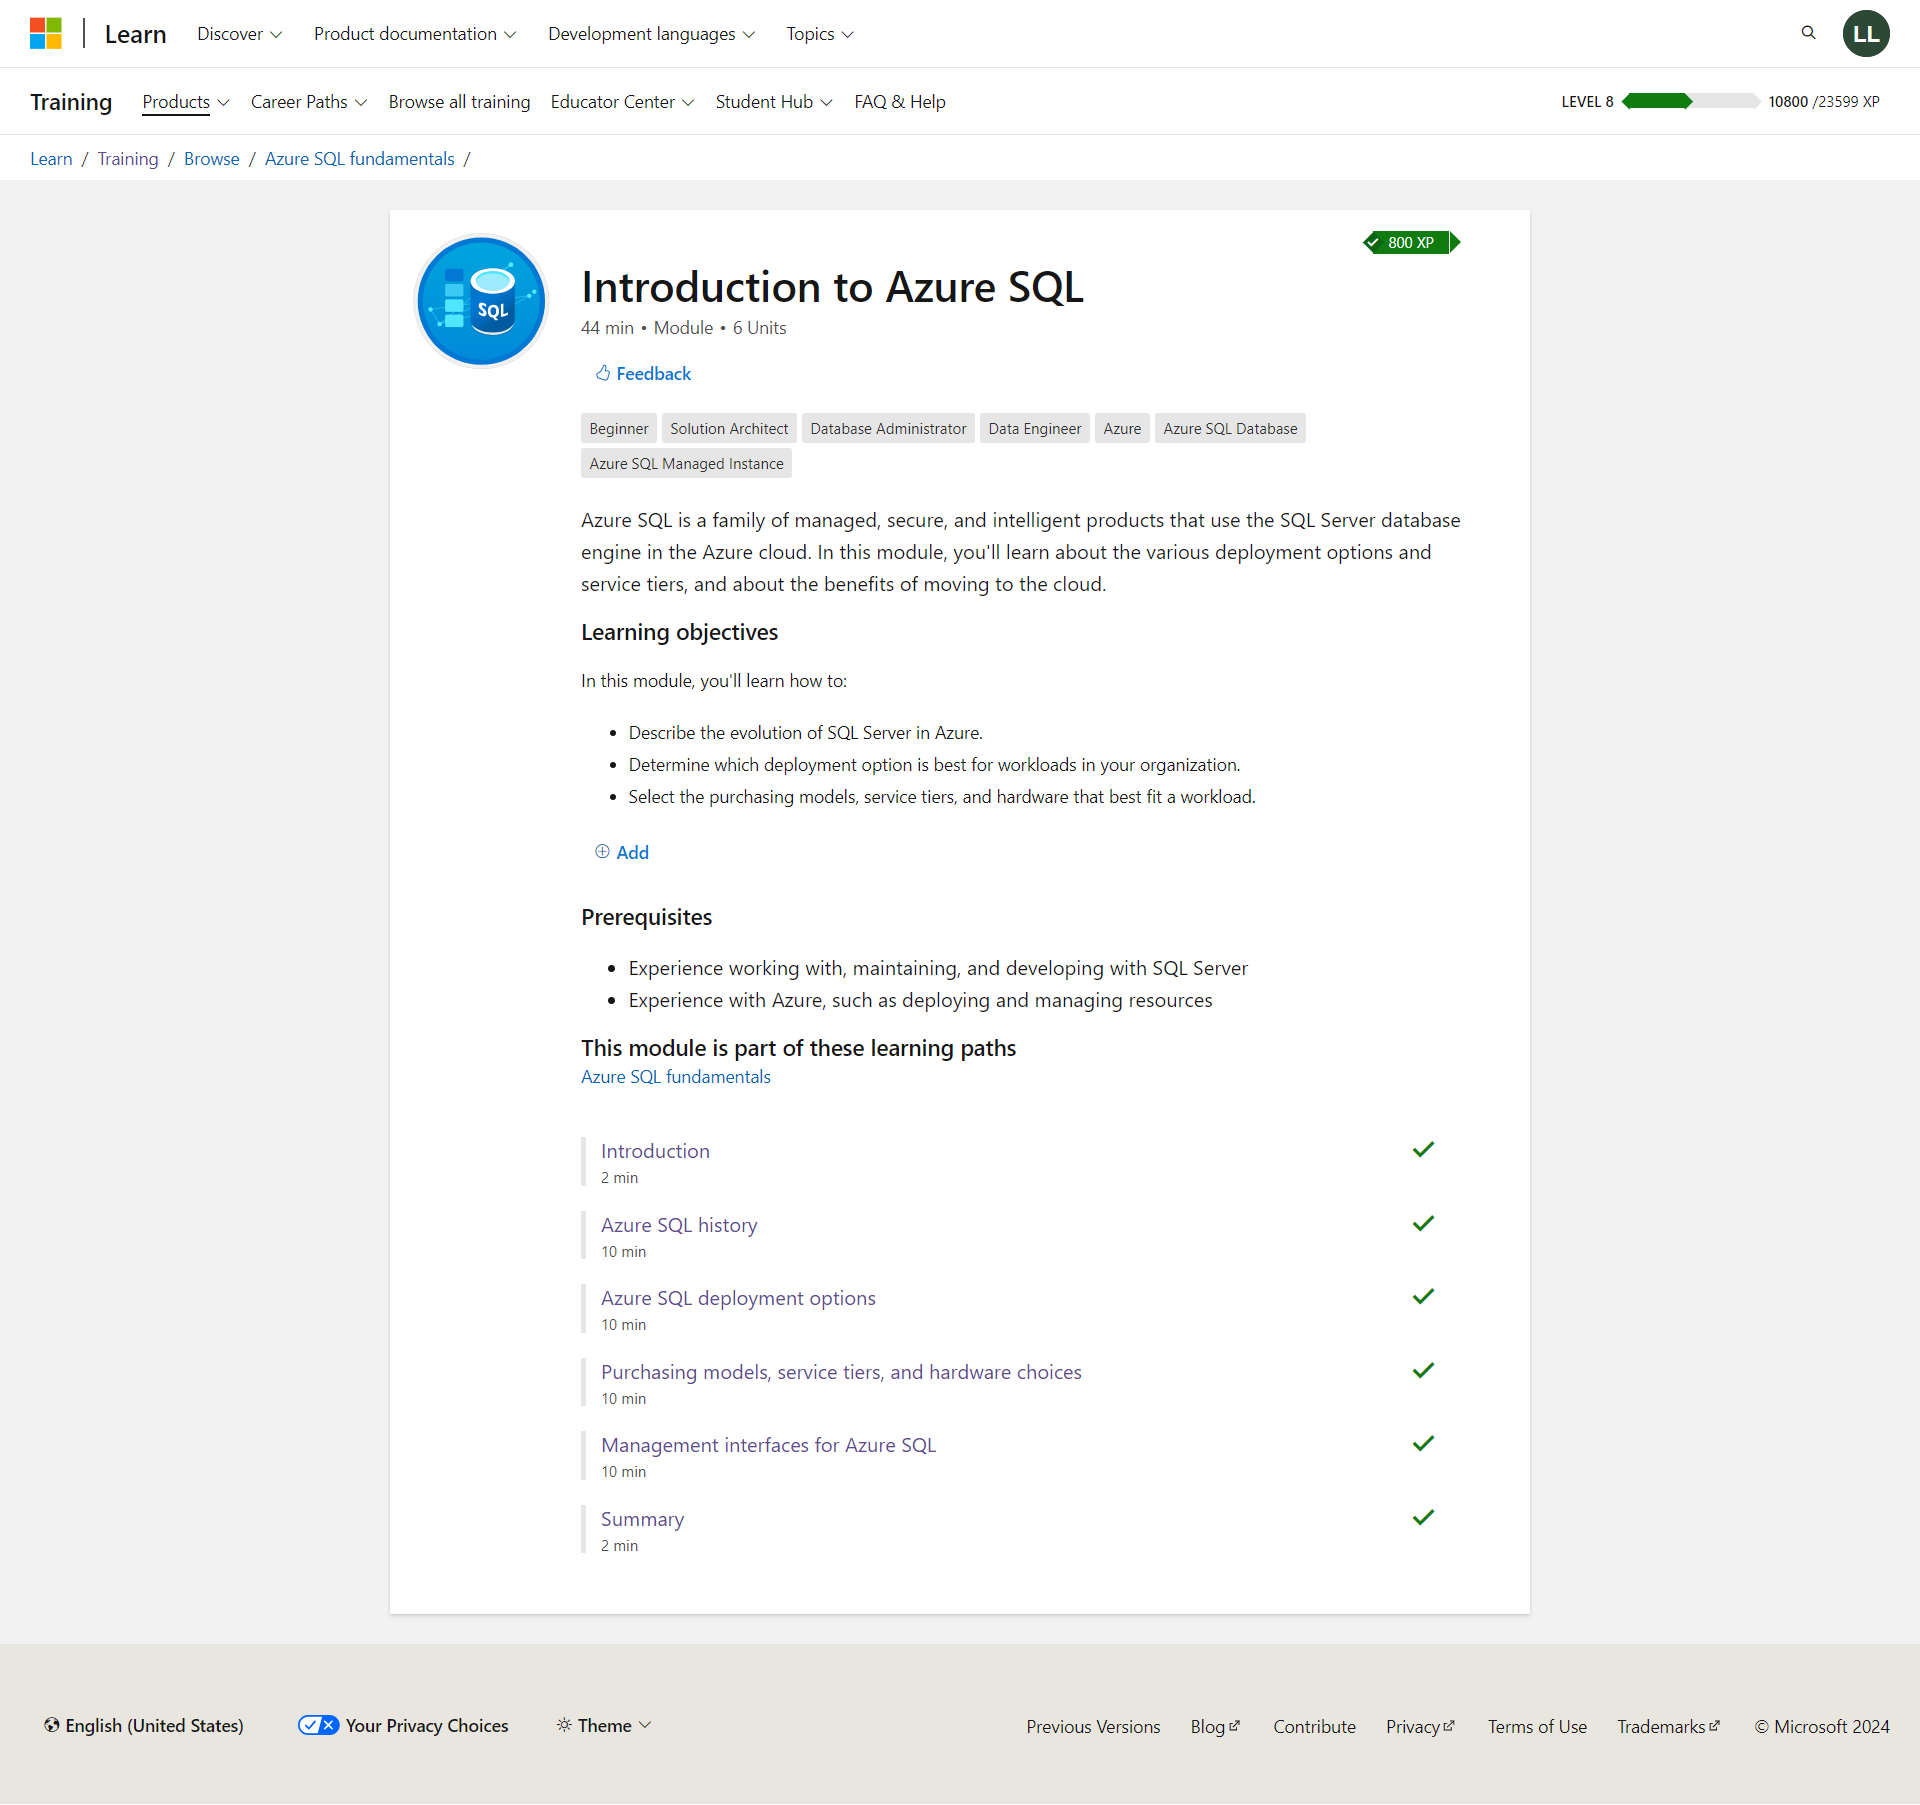 Learn Discover Product documentation Development languages Topics LL
Training Products Career Paths Browse all training Educator Center Student Hub FAQ & Help LEVEL 8 10800 /23599 XP
Learn / Training / Browse / Azure SQL fundamentals /
800 XP
SQL
Introduction to Azure SQL
44 min • Module • 6 Units
Feedback
Beginner Solution Architect Database Administrator Data Engineer Azure Azure SQL Database
Azure SQL Managed Instance
Azure SQL is a family of managed, secure, and intelligent products that use the SQL Server database
engine in the Azure cloud. In this module, you'll learn about the various deployment options and
service tiers, and about the benefits of moving to the cloud.
Learning objectives
In this module, you'll learn how to:
• Describe the evolution of SQL Server in Azure.
• Determine which deployment option is best for workloads in your organization.
• Select the purchasing models, service tiers, and hardware that best fit a workload.
Add
Prerequisites
• Experience working with, maintaining, and developing with SQL Server
• Experience with Azure, such as deploying and managing resources
This module is part of these learning paths
Azure SQL fundamentals
Introduction
2 min
Azure SQL history
10 min
Azure SQL deployment options
10 min
Purchasing models, service tiers, and hardware choices
10 min
Management interfaces for Azure SQL
10 min
Summary
2 min
English (United States) Your Privacy Choices Theme Previous Versions Blog Contribute Privacy Terms of Use Trademarks © Microsoft 2024